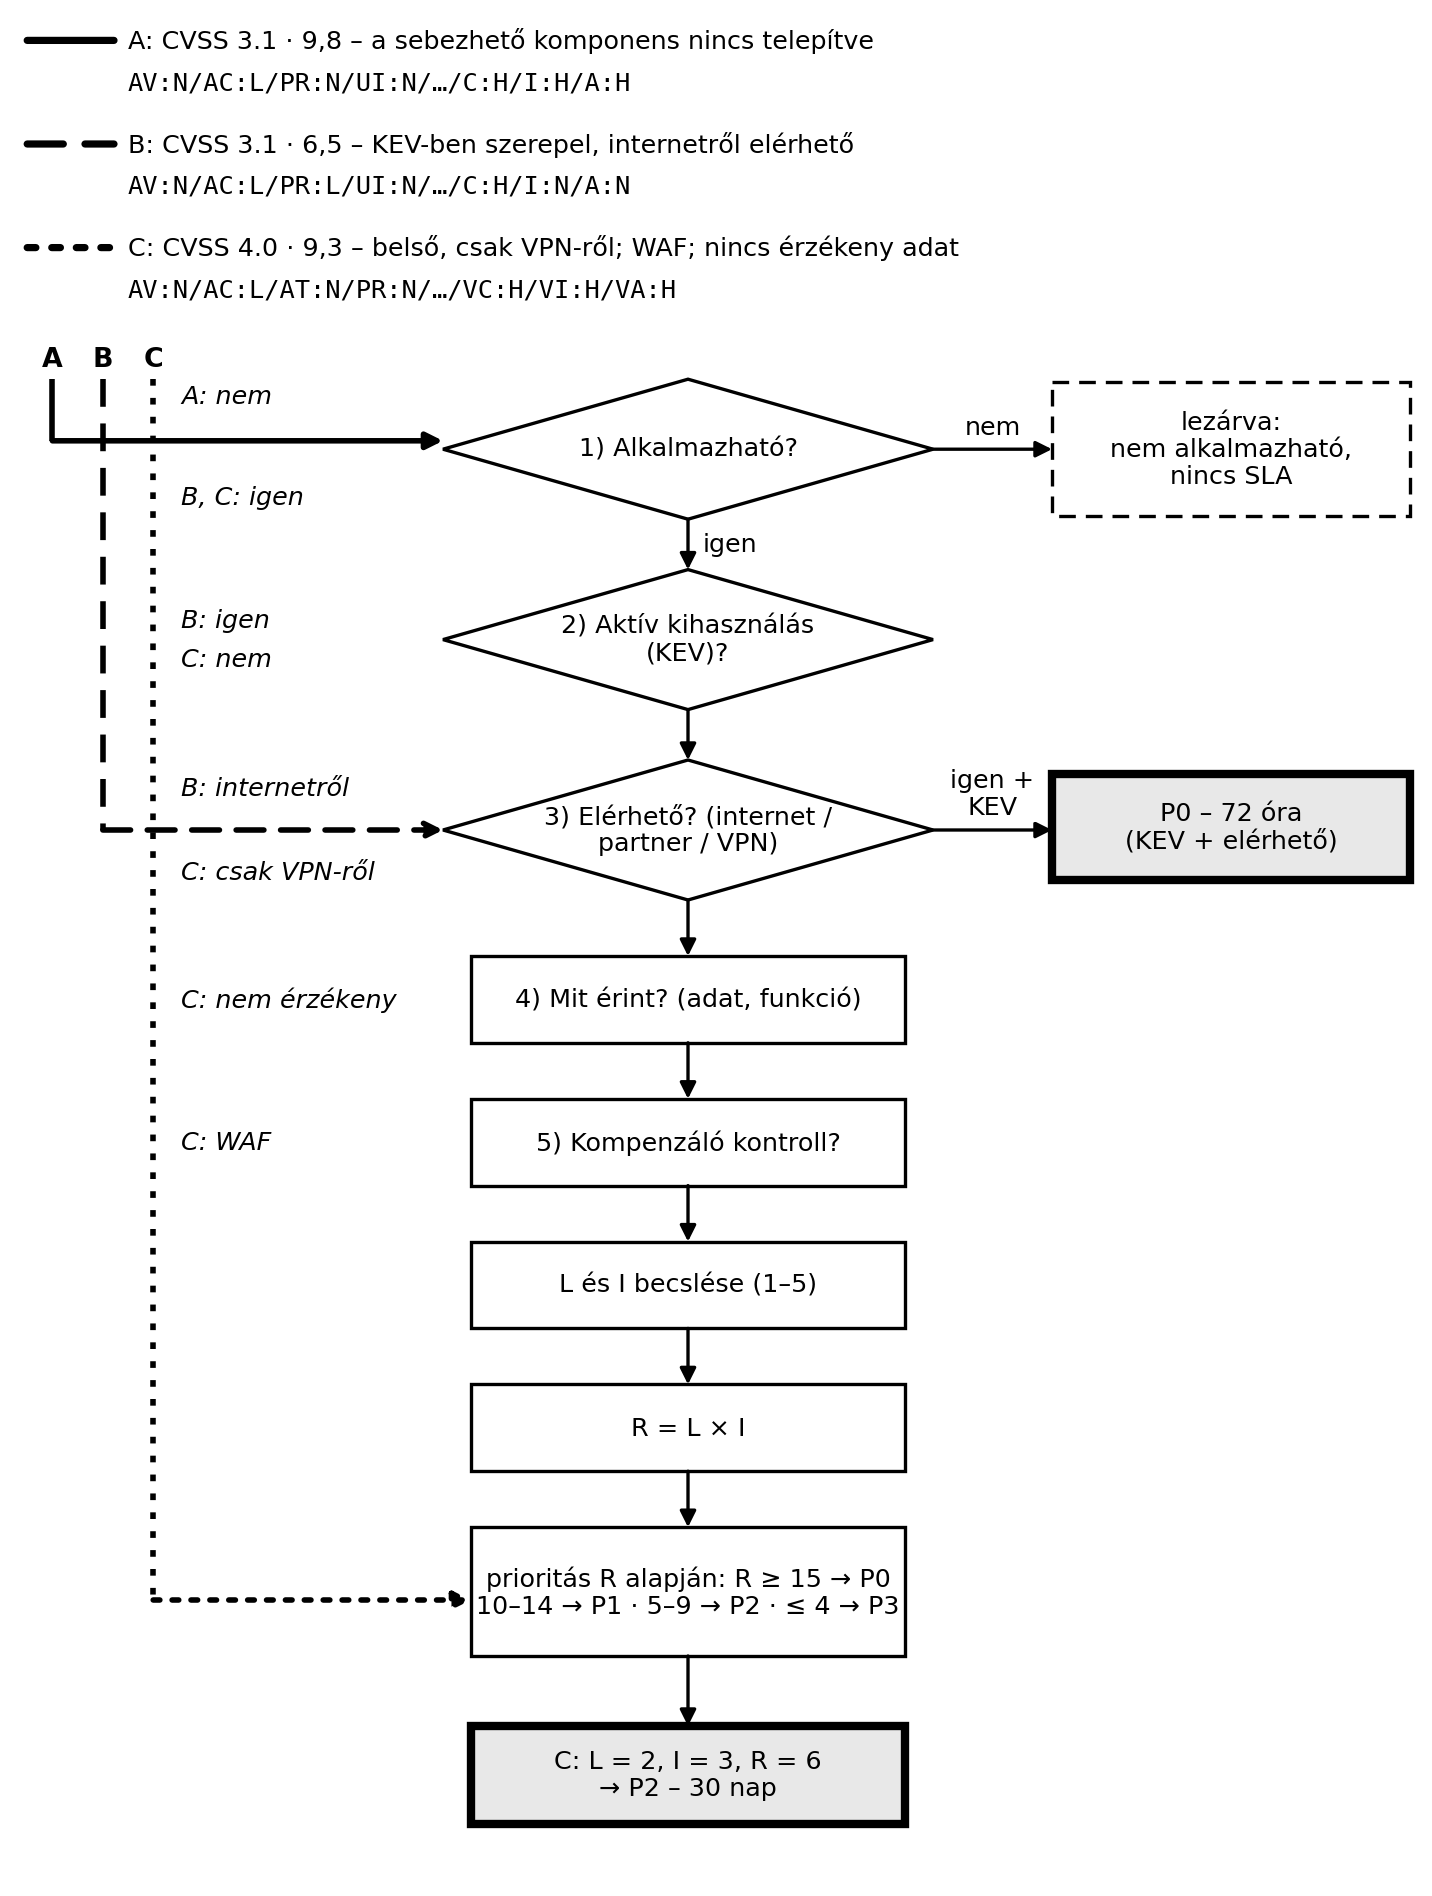 A: CVSS 3.1 · 9,8 – a sebezhető komponens nincs telepítve
AV:N/AC:L/PR:N/UI:N/…/C:H/I:H/A:H
B: CVSS 3.1 · 6,5 – KEV-ben szerepel, internetről elérhető
AV:N/AC:L/PR:L/UI:N/…/C:H/I:N/A:N
C: CVSS 4.0 · 9,3 – belső, csak VPN-ről; WAF; nincs érzékeny adat
AV:N/AC:L/AT:N/PR:N/…/VC:H/VI:H/VA:H
A B C
A: nem
1) Alkalmazható?
nem
lezárva:
nem alkalmazható,
nincs SLA
B, C: igen
igen
B: igen
C: nem
2) Aktív kihasználás
(KEV)?
B: internetről
C: csak VPN-ről
3) Elérhető? (internet /
partner / VPN)
igen +
KEV
P0 – 72 óra
(KEV + elérhető)
C: nem érzékeny
4) Mit érint? (adat, funkció)
C: WAF
5) Kompenzáló kontroll?
L és I becslése (1–5)
R = L × I
prioritás R alapján: R ≥ 15 → P0
10–14 → P1 · 5–9 → P2 · ≤ 4 → P3
C: L = 2, I = 3, R = 6
→ P2 – 30 nap